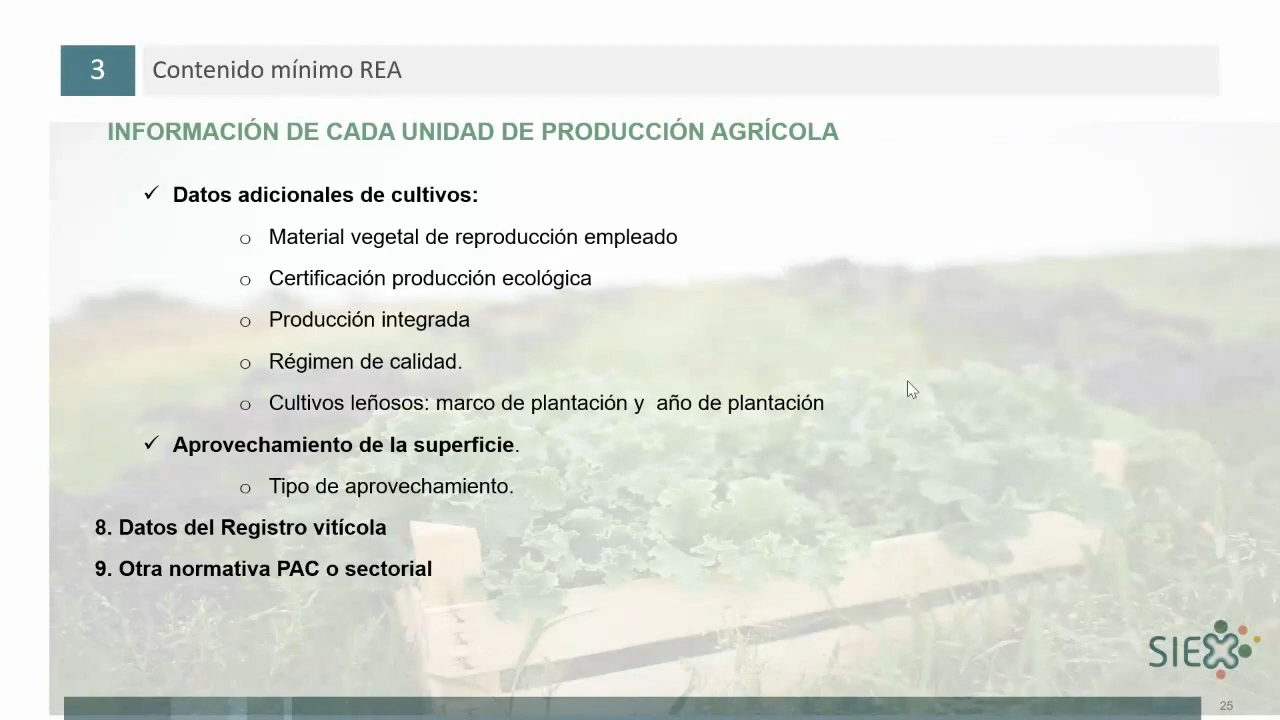 3
Contenido mínimo REA
INFORMACIÓN DE CADA UNIDAD DE PRODUCCIÓN AGRÍCOLA
✓ Datos adicionales de cultivos:
o Material vegetal de reproducción empleado
o Certificación producción ecológica
o Producción integrada
o Régimen de calidad.
o Cultivos leñosos: marco de plantación y  año de plantación
✓ Aprovechamiento de la superficie.
o Tipo de aprovechamiento.
8. Datos del Registro vitícola
9. Otra normativa PAC o sectorial
SIEX
25